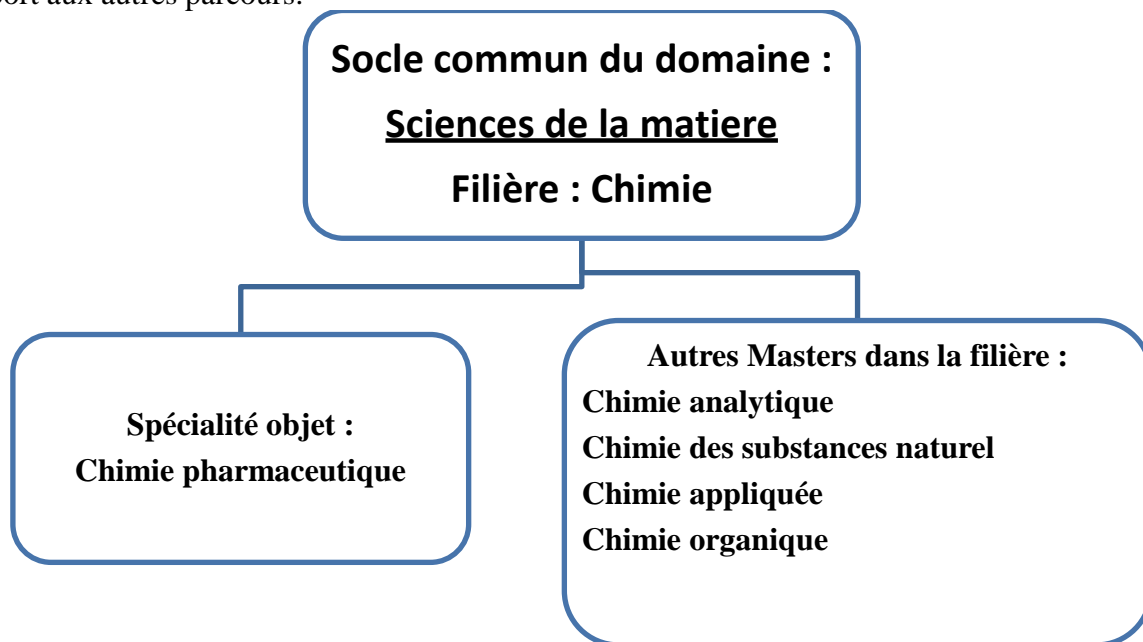 aux autres parcours.
Socle commun du domaine :
Sciences de la matiere
Filière : Chimie
Spécialité objet :
Chimie pharmaceutique
Autres Masters dans la filière :
Chimie analytique
Chimie des substances naturel
Chimie appliquée
Chimie organique